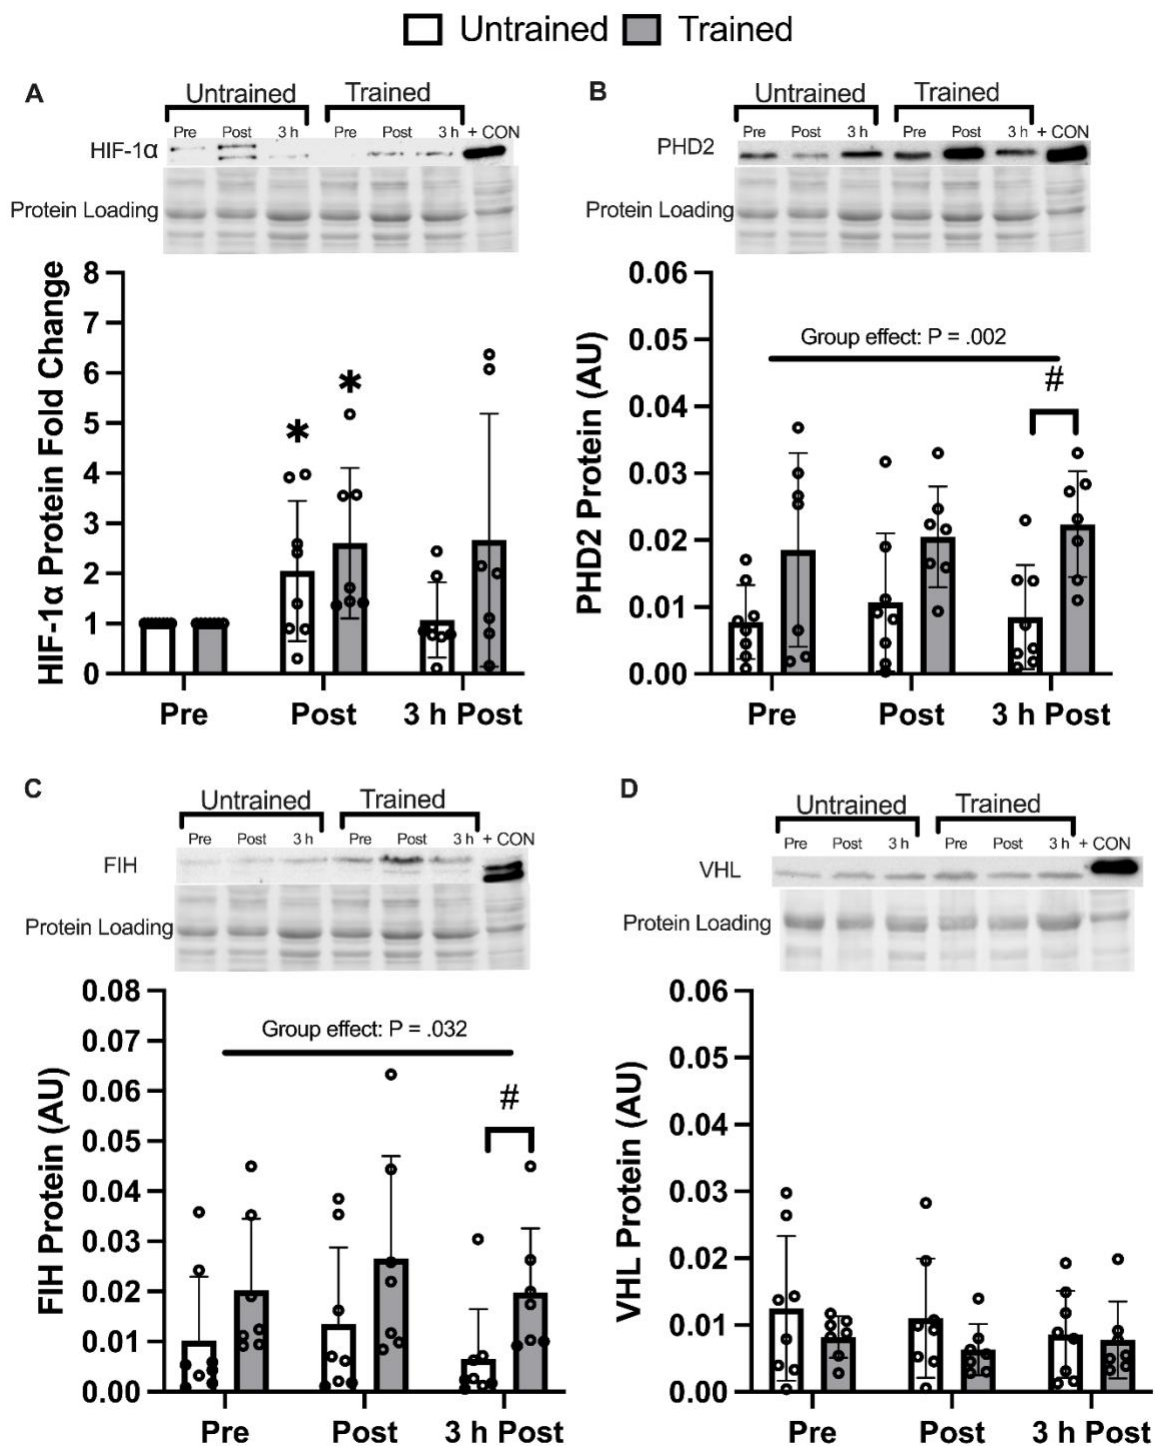 Untrained Trained
A
Untrained Trained
Pre Post 3 h Pre Post 3 h + CON
HIF-1α
Protein Loading
HIF-1α Protein Fold Change
8
7
6
5
4
3
2
1
0
*
*
Pre Post 3 h Post
B
Untrained Trained
Pre Post 3 h Pre Post 3 h + CON
PHD2
Protein Loading
PHD2 Protein (AU)
0.06
0.05
0.04
0.03
0.02
0.01
0.00
Group effect: P = .002
#
Pre Post 3 h Post
C
Untrained Trained
Pre Post 3 h Pre Post 3 h + CON
FIH
Protein Loading
FIH Protein (AU)
0.08
0.07
0.06
0.05
0.04
0.03
0.02
0.01
0.00
Group effect: P = .032
#
Pre Post 3 h Post
D
Untrained Trained
Pre Post 3 h Pre Post 3 h + CON
VHL
Protein Loading
VHL Protein (AU)
0.06
0.05
0.04
0.03
0.02
0.01
0.00
Pre Post 3 h Post